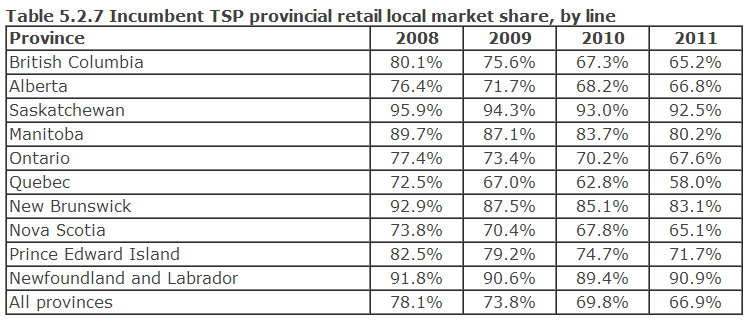 Table 5.2.7 Incumbent TSP provincial retail local market share, by line
Province 2008 2009 2010 2011
British Columbia 80.1% 75.6% 67.3% 65.2%
Alberta 76.4% 71.7% 68.2% 66.8%
Saskatchewan 95.9% 94.3% 93.0% 92.5%
Manitoba 89.7% 87.1% 83.7% 80.2%
Ontario 77.4% 73.4% 70.2% 67.6%
Quebec 72.5% 67.0% 62.8% 58.0%
New Brunswick 92.9% 87.5% 85.1% 83.1%
Nova Scotia 73.8% 70.4% 67.8% 65.1%
Prince Edward Island 82.5% 79.2% 74.7% 71.7%
Newfoundland and Labrador 91.8% 90.6% 89.4% 90.9%
All provinces 78.1% 73.8% 69.8% 66.9%